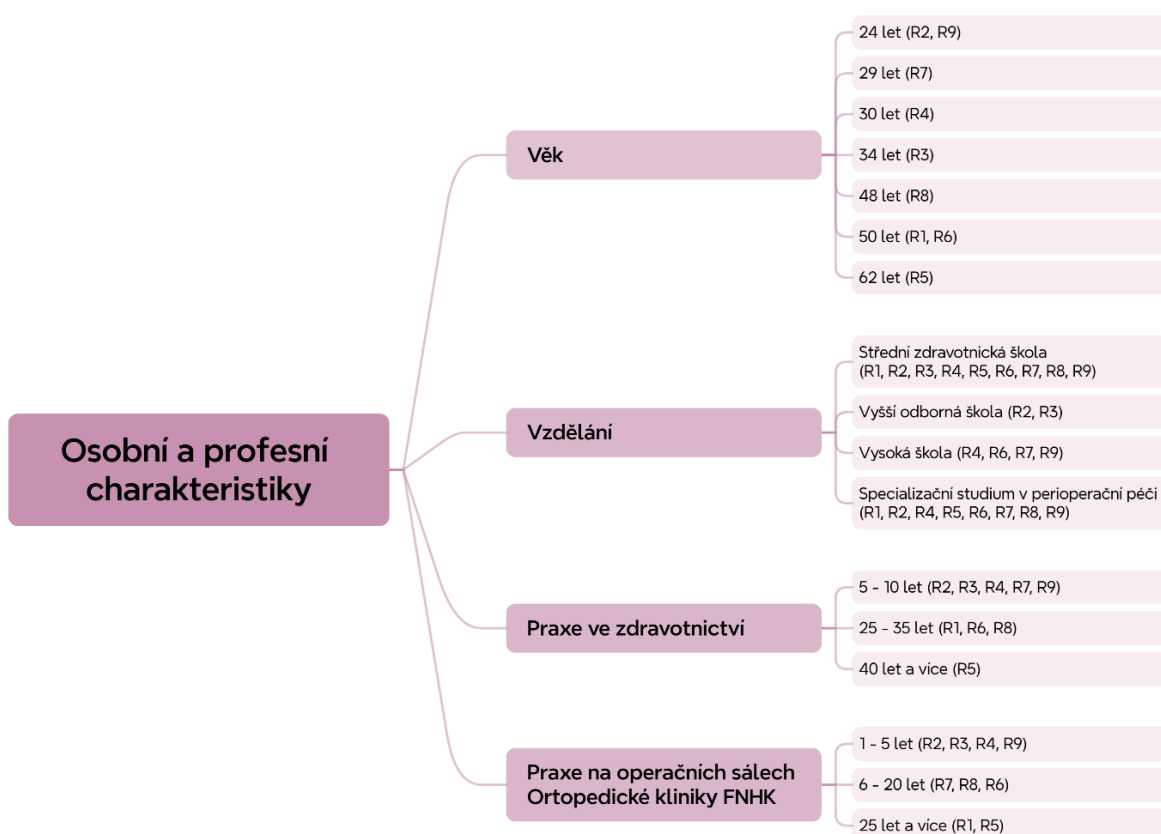 Osobní a profesní
charakteristiky
Věk
24 let (R2, R9)
29 let (R7)
30 let (R4)
34 let (R3)
48 let (R8)
50 let (R1, R6)
62 let (R5)
Vzdělání
Střední zdravotnická škola
(R1, R2, R3, R4, R5, R6, R7, R8, R9)
Vyšší odborná škola (R2, R3)
Vysoká škola (R4, R6, R7, R9)
Specializační studium v perioperační péči
(R1, R2, R4, R5, R6, R7, R8, R9)
Praxe ve zdravotnictví
5 - 10 let (R2, R3, R4, R7, R9)
25 - 35 let (R1, R6, R8)
40 let a více (R5)
Praxe na operačních sálech
Ortopedické kliniky FNHK
1 - 5 let (R2, R3, R4, R9)
6 - 20 let (R7, R8, R6)
25 let a více (R1, R5)